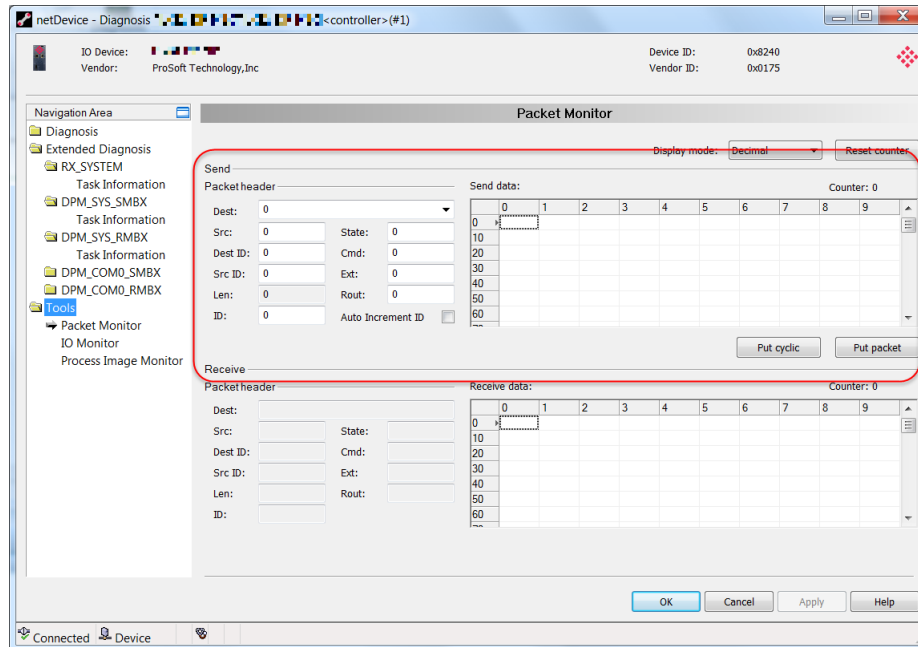 netDevice - Diagnosis <controller>(#1)
IO Device: Device ID: 0x8240
Vendor: ProSoft Technology,Inc Vendor ID: 0x0175
Navigation Area
Packet Monitor
Diagnosis
Extended Diagnosis
RX_SYSTEM
Task Information
DPM_SYS_SMBX
Task Information
DPM_SYS_RMBX
Task Information
DPM_COM0_SMBX
DPM_COM0_RMBX
Tools
Packet Monitor
IO Monitor
Process Image Monitor
Display mode: Decimal Reset counter
Send
Packet header Send data: Counter: 0
Dest: 0
Src: 0 State: 0
Dest ID: 0 Cmd: 0
Src ID: 0 Ext: 0
Len: 0 Rout: 0
ID: 0 Auto Increment ID
0 1 2 3 4 5 6 7 8 9
0
10
20
30
40
50
60
70
Put cyclic Put packet
Receive
Packet header Receive data: Counter: 0
Dest:
Src: State:
Dest ID: Cmd:
Src ID: Ext:
Len: Rout:
ID:
0 1 2 3 4 5 6 7 8 9
0
10
20
30
40
50
60
70
OK Cancel Apply Help
Connected Device